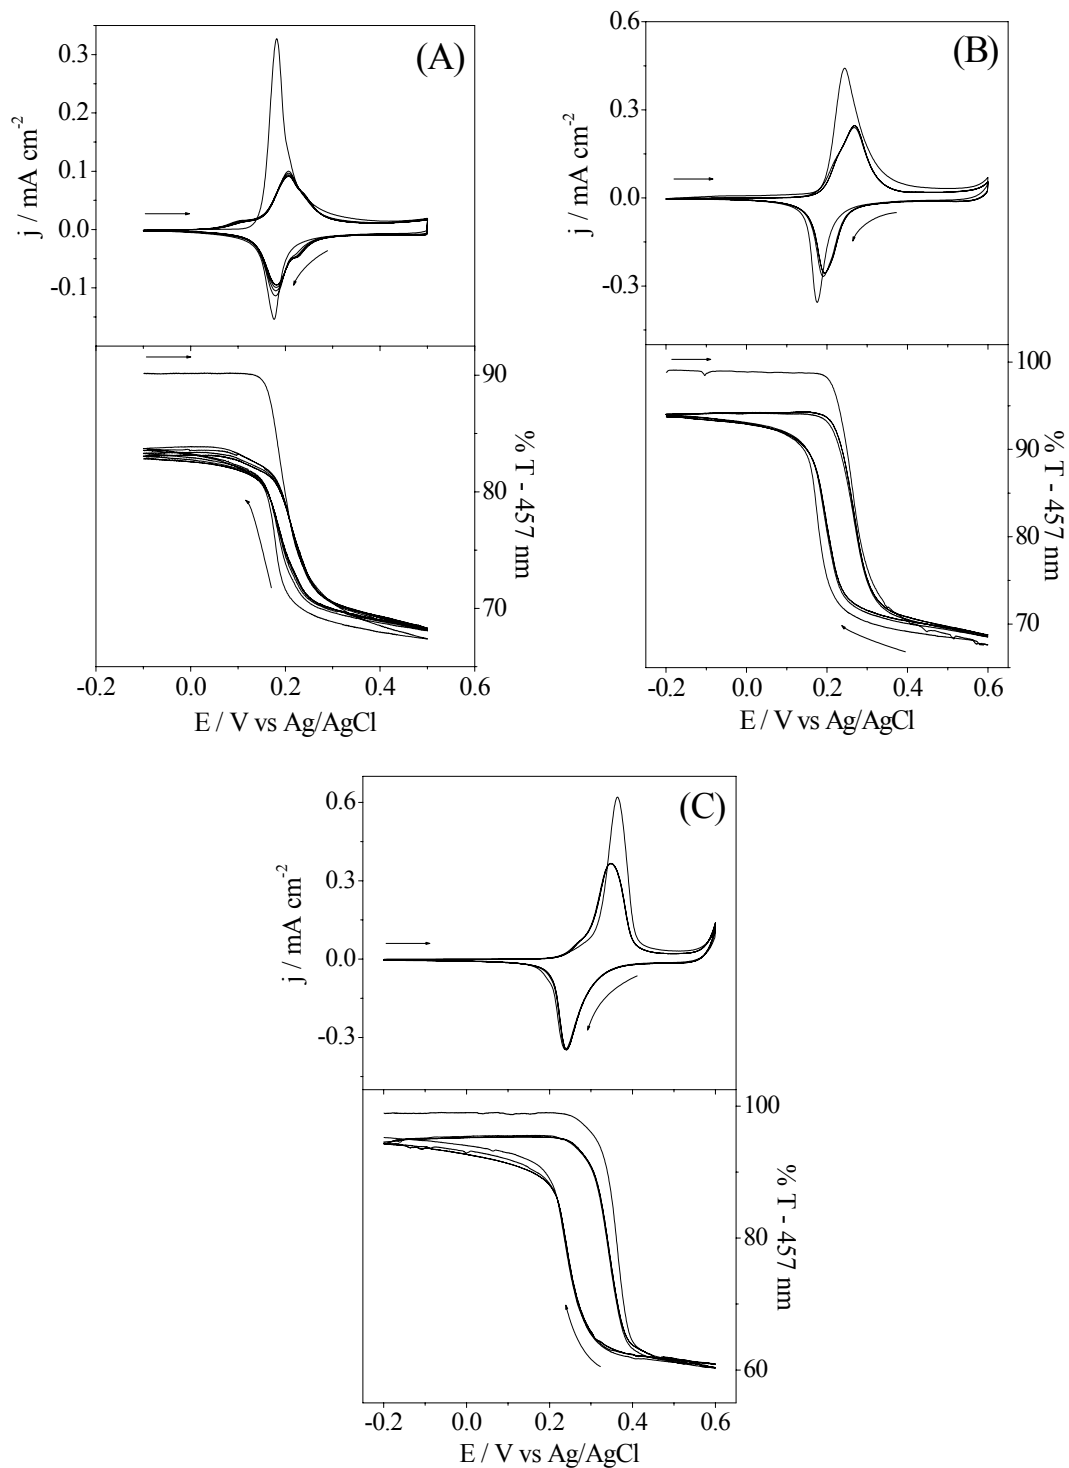 (A)
0.3
0.2
0.1
0.0
-0.1
j / mA cm-2
90
80
70
% T - 457 nm
-0.2 0.0 0.2 0.4 0.6
E / V vs Ag/AgCl
(B)
0.6
0.3
0.0
-0.3
j / mA cm-2
100
90
80
70
% T - 457 nm
-0.2 0.0 0.2 0.4 0.6
E / V vs Ag/AgCl
(C)
0.6
0.3
0.0
-0.3
j / mA cm-2
100
80
60
% T - 457 nm
-0.2 0.0 0.2 0.4 0.6
E / V vs Ag/AgCl